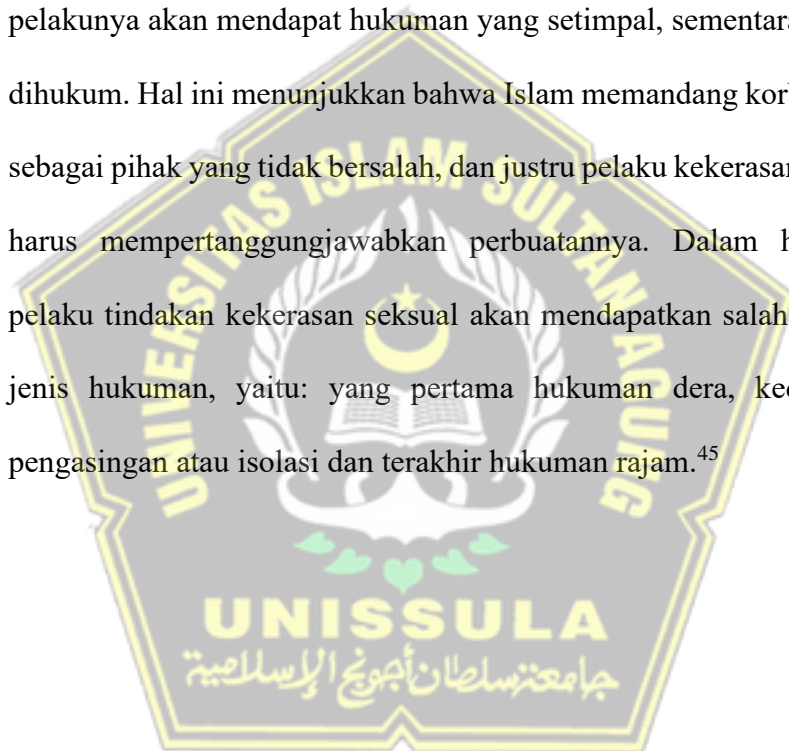 pelakunya akan mendapat hukuman yang setimpal, sementara
dihukum. Hal ini menunjukkan bahwa Islam memandang kor
sebagai pihak yang tidak bersalah, dan justru pelaku kekerasan
harus mempertanggungjawabkan perbuatannya. Dalam h
pelaku tindakan kekerasan seksual akan mendapatkan salah
jenis hukuman, yaitu: yang pertama hukuman dera, ked
pengasingan atau isolasi dan terakhir hukuman rajam.45
UNIVERSITAS ISLAM SULTAN AGUNG
UNISSULA
جامعة سلطان أجونج الإسلامية